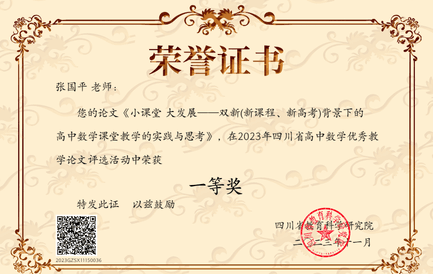 荣誉证书
张国平 老师：
您的论文《小课堂 大发展——双新(新课程、新高考)背景下的
高中数学课堂教学的实践与思考》，在2023年四川省高中数学优秀教
学论文评选活动中荣获
一等奖
特发此证 以兹鼓励
四川省教育科学研究院
二〇二三年十一月
2023GZSX11150036